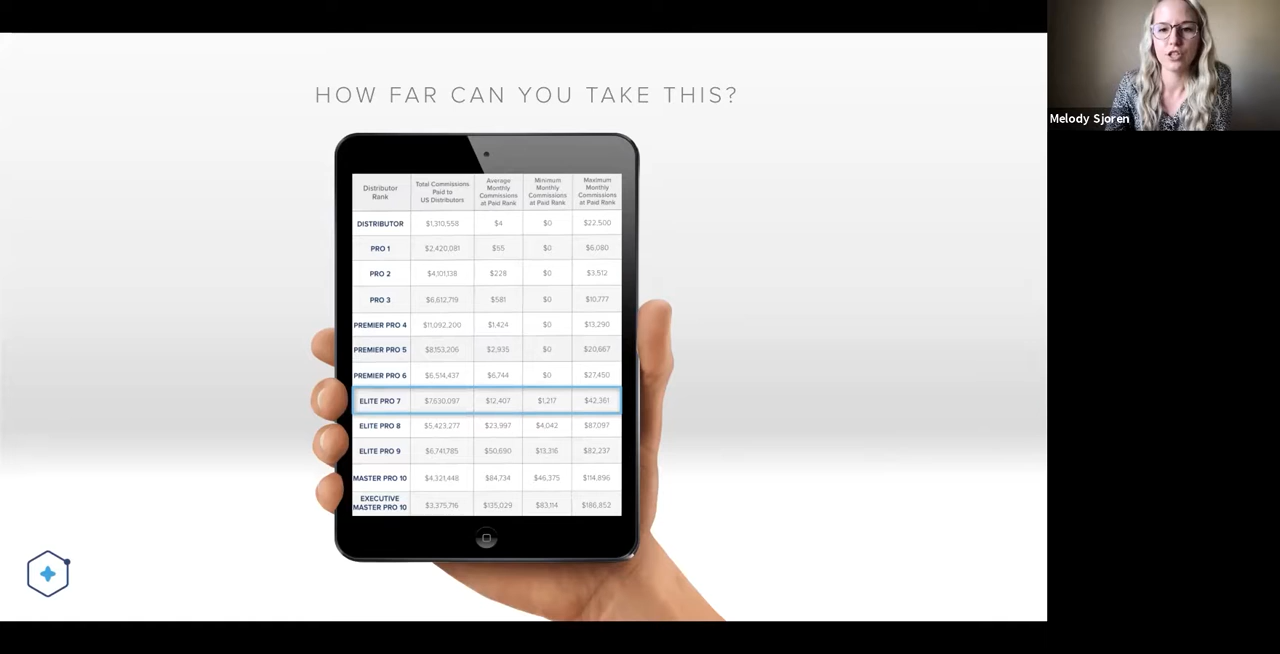 HOW FAR CAN YOU TAKE THIS?
Melody Sjoren
Distributor Rank
Total Commissions Paid to US Distributors
Average Monthly Commissions at Paid Rank
Minimum Monthly Commissions at Paid Rank
Maximum Monthly Commissions at Paid Rank
DISTRIBUTOR $1,310,558 $4 $0 $22,500
PRO 1 $2,420,081 $55 $0 $6,080
PRO 2 $4,101,138 $228 $0 $3,512
PRO 3 $6,612,719 $581 $0 $10,777
PREMIER PRO 4 $11,092,200 $1,424 $0 $13,290
PREMIER PRO 5 $8,153,206 $2,935 $0 $20,667
PREMIER PRO 6 $6,514,437 $6,744 $0 $27,450
ELITE PRO 7 $7,630,097 $12,407 $1,217 $42,361
ELITE PRO 8 $5,423,277 $23,997 $4,042 $87,097
ELITE PRO 9 $6,741,785 $50,690 $13,316 $82,237
MASTER PRO 10 $4,321,448 $84,734 $46,375 $114,896
EXECUTIVE MASTER PRO 10 $3,375,716 $135,029 $83,114 $186,852